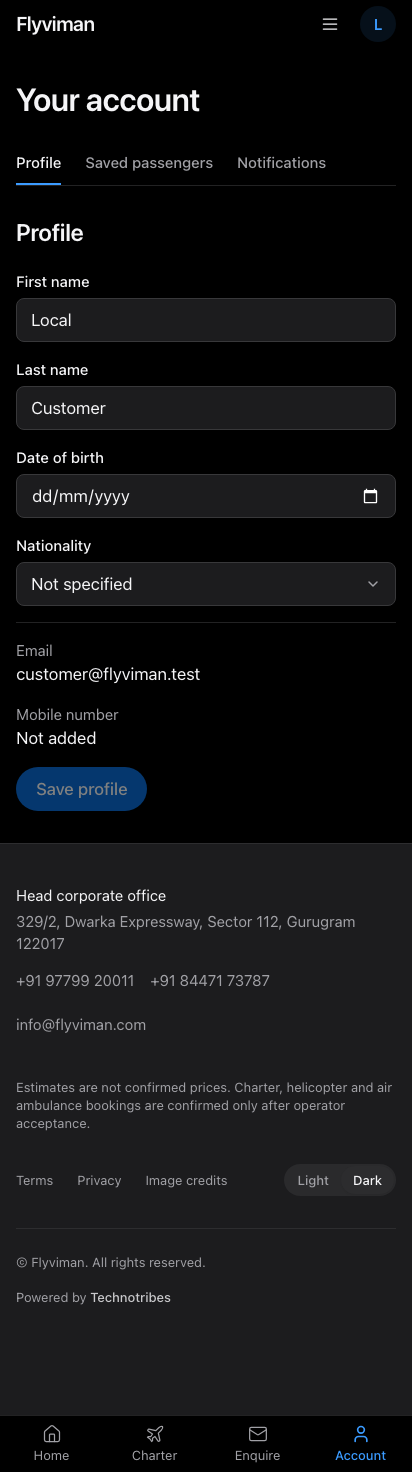 Flyviman
L
Your account
Profile
Saved passengers
Notifications
Profile
First name
Local
Last name
Customer
Date of birth
dd/mm/yyyy
Nationality
Not specified
Email
customer@flyviman.test
Mobile number
Not added
Save profile
Head corporate office
329/2, Dwarka Expressway, Sector 112, Gurugram
122017
+91 97799 20011 +91 84471 73787
info@flyviman.com
Estimates are not confirmed prices. Charter, helicopter and air
ambulance bookings are confirmed only after operator
acceptance.
Terms Privacy Image credits Light Dark
© Flyviman. All rights reserved.
Powered by Technotribes
Home Charter Enquire Account